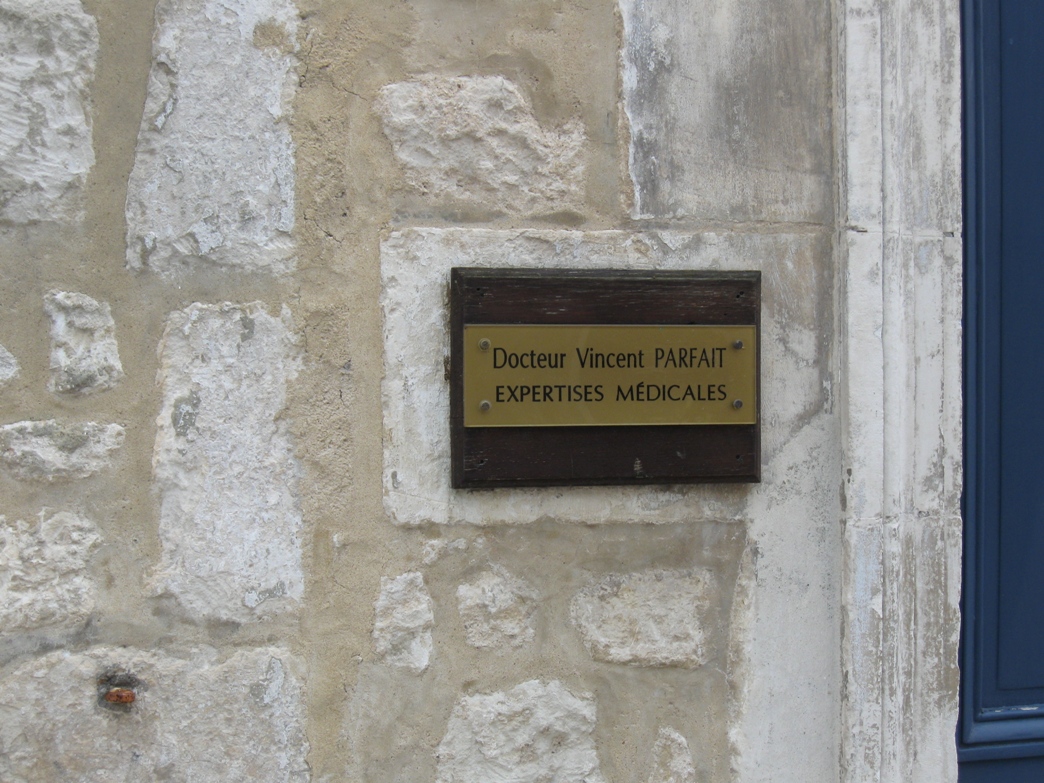 Docteur Vincent PARFAIT
EXPERTISES MÉDICALES